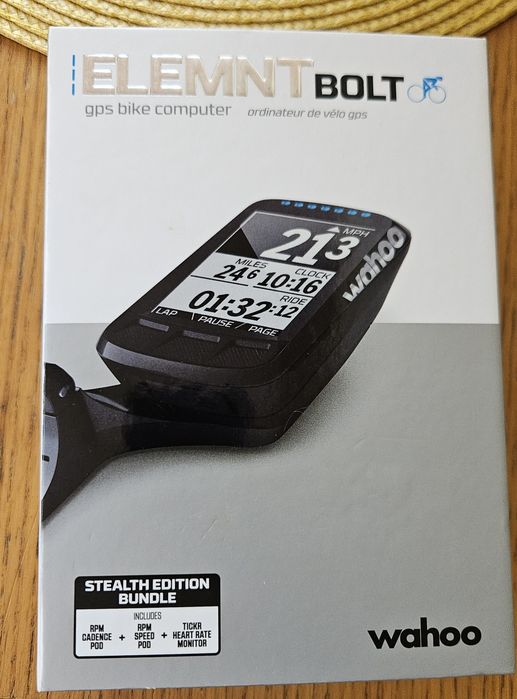 ELEMNT BOLT
gps bike computer ordinateur de vélo gps
21.3 MPH
MILES CLOCK
24.6 10:16
RIDE
01:32:12
LAP PAUSE PAGE
wahoo
STEALTH EDITION
BUNDLE
INCLUDES
RPM CADENCE POD + RPM SPEED POD + TICKR HEART RATE MONITOR
wahoo